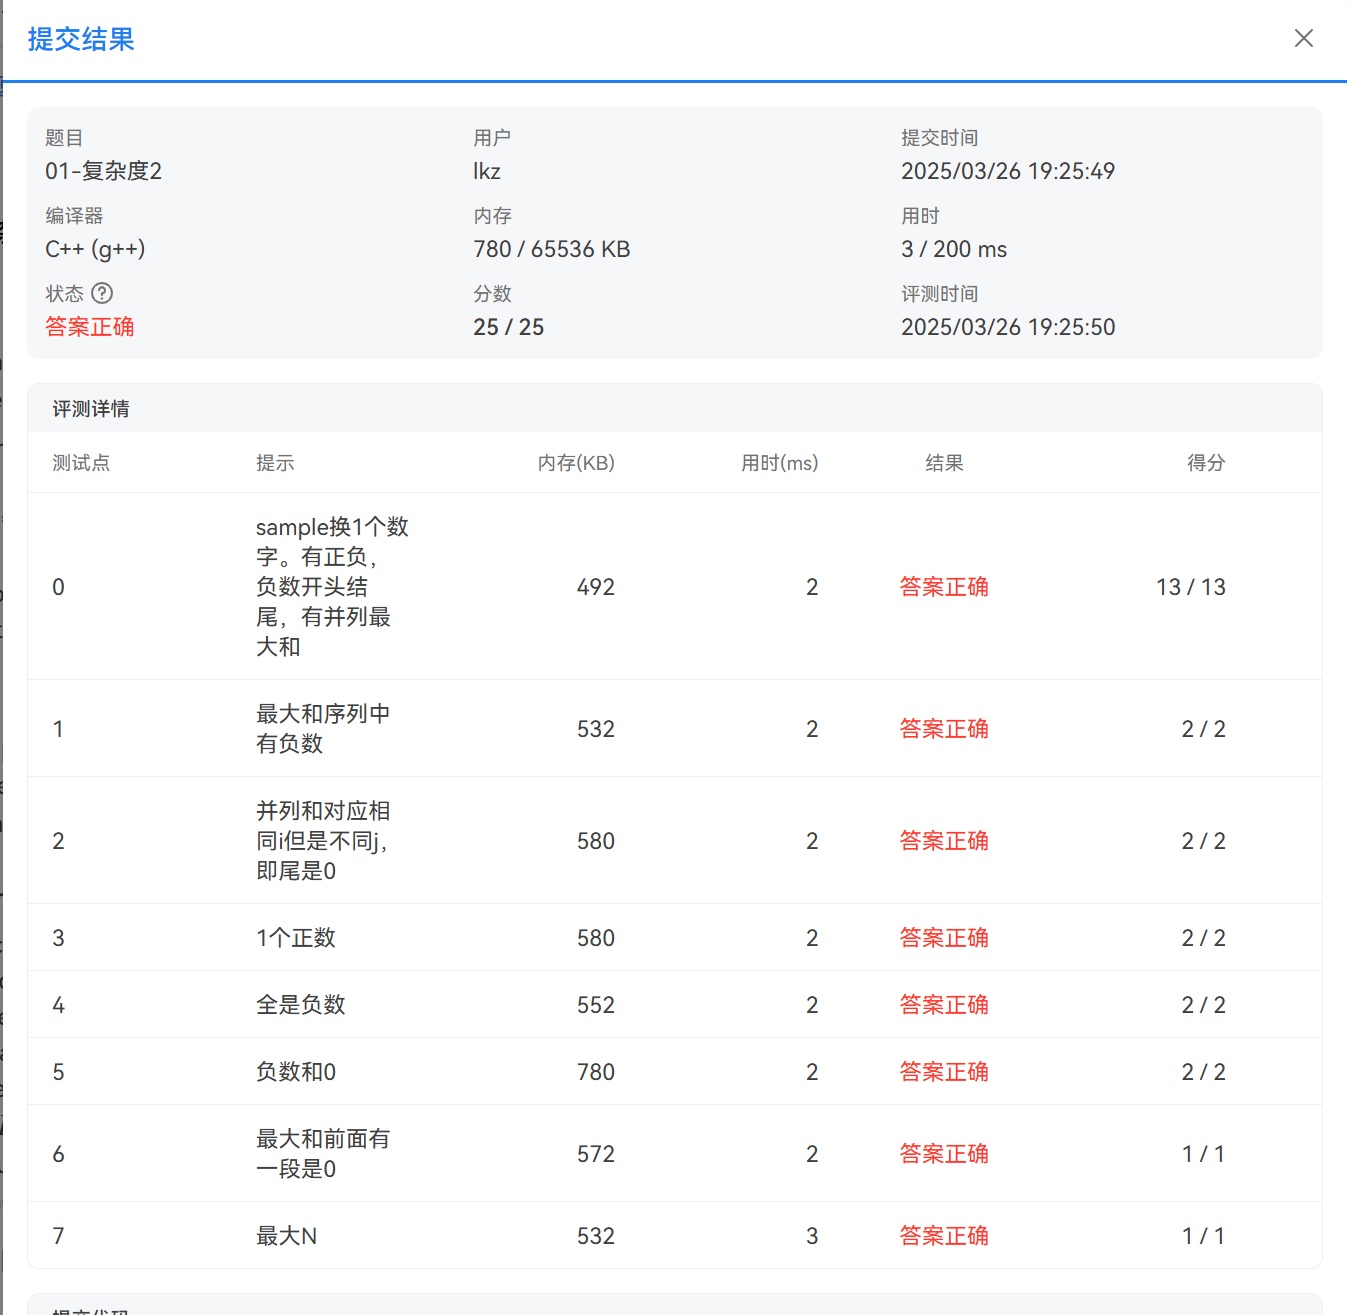 提交结果
题目
用户
提交时间
01-复杂度2
lkz
2025/03/26 19:25:49
编译器
内存
用时
C++ (g++)
780 / 65536 KB
3 / 200 ms
状态
分数
评测时间
答案正确
25 / 25
2025/03/26 19:25:50
评测详情
测试点 提示 内存(KB) 用时(ms) 结果 得分
sample换1个数
字。有正负，
0 负数开头结 492 2 答案正确 13 / 13
尾，有并列最
大和
最大和序列中
1 532 2 答案正确 2 / 2
有负数
并列和对应相
2 同i但是不同j， 580 2 答案正确 2 / 2
即尾是0
3 1个正数 580 2 答案正确 2 / 2
4 全是负数 552 2 答案正确 2 / 2
5 负数和0 780 2 答案正确 2 / 2
最大和前面有
6 572 2 答案正确 1 / 1
一段是0
7 最大N 532 3 答案正确 1 / 1
提交代码